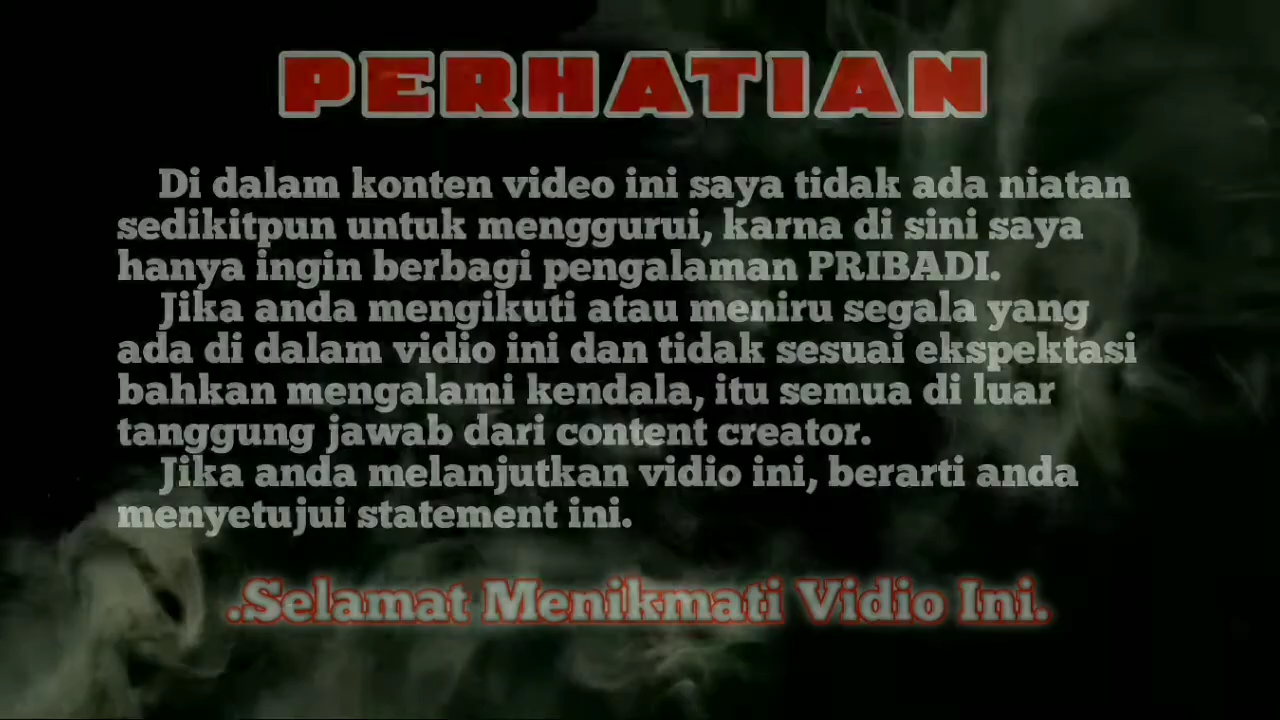 PERHATIAN
Di dalam konten video ini saya tidak ada niatan
sedikitpun untuk menggurui, karna di sini saya
hanya ingin berbagi pengalaman PRIBADI.
Jika anda mengikuti atau meniru segala yang
ada di dalam vidio ini dan tidak sesuai ekspektasi
bahkan mengalami kendala, itu semua di luar
tanggung jawab dari content creator.
Jika anda melanjutkan vidio ini, berarti anda
menyetujui statement ini.
.Selamat Menikmati Vidio Ini.